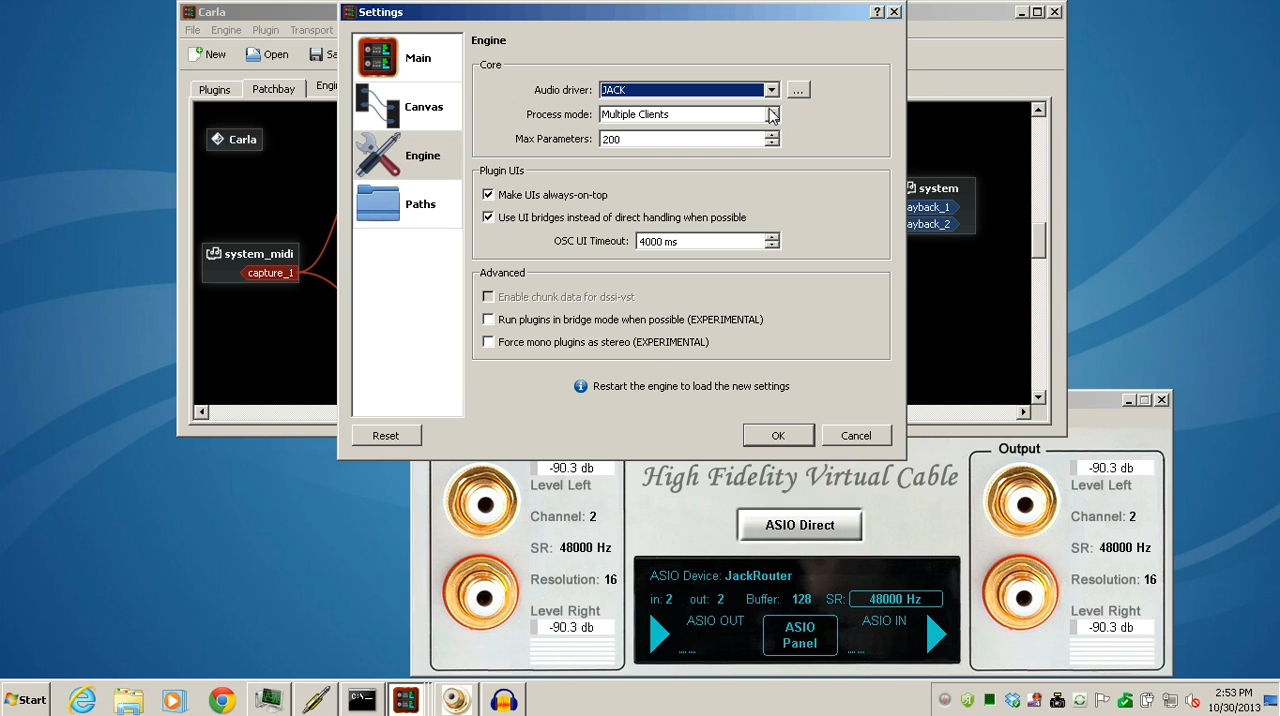 Carla
File Engine Plugin Transport
New Open Sa
Plugins Patchbay Engi
Carla
system_midi
capture_1
Settings
Main
Canvas
Engine
Paths
Engine
Core
Audio driver: JACK ...
Process mode: Multiple Clients
Max Parameters: 200
Plugin UIs
Make UIs always-on-top
Use UI bridges instead of direct handling when possible
OSC UI Timeout: 4000 ms
Advanced
Enable chunk data for dssi-vst
Run plugins in bridge mode when possible (EXPERIMENTAL)
Force mono plugins as stereo (EXPERIMENTAL)
Restart the engine to load the new settings
Reset OK Cancel
system
ayback_1
ayback_2
-90.3 db
Level Left
Channel: 2
SR: 48000 Hz
Resolution: 16
Level Right
-90.3 db
High Fidelity Virtual Cable
ASIO Direct
ASIO Device: JackRouter
in: 2 out: 2 Buffer: 128 SR: 48000 Hz
ASIO OUT ASIO Panel ASIO IN
Output
-90.3 db
Level Left
Channel: 2
SR: 48000 Hz
Resolution: 16
Level Right
-90.3 db
Start
2:53 PM
10/30/2013